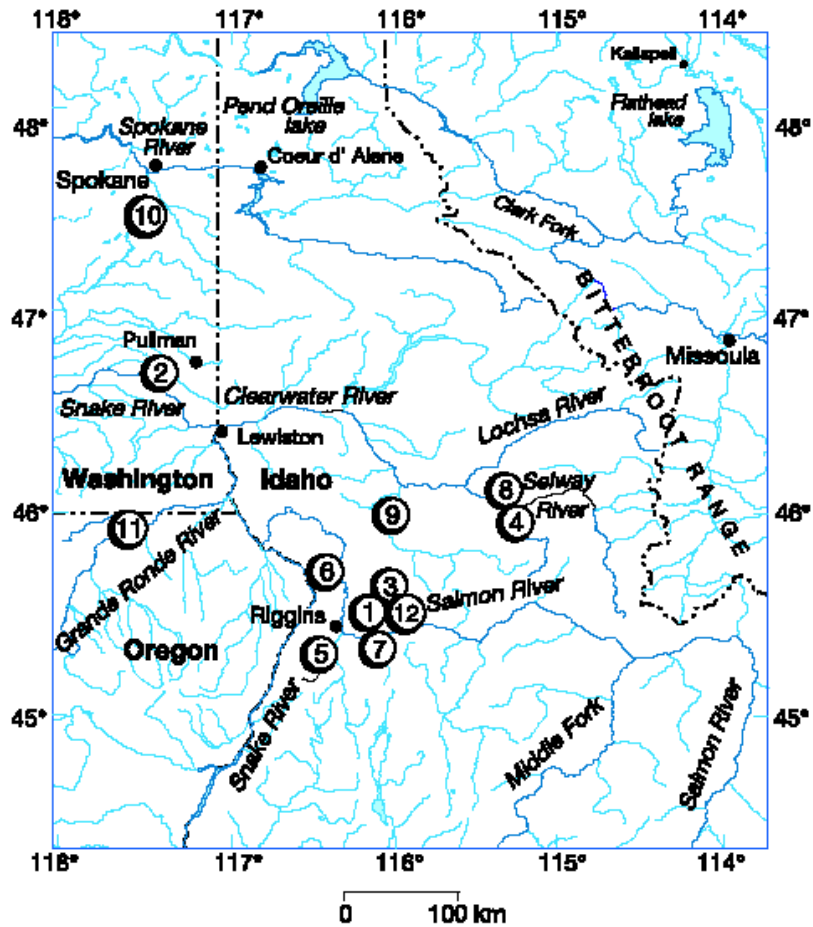 118° 117° 116° 115° 114°
Kalispell
Pend Oreille
lake
Flathead
lake
48° 48°
Spokane
River
Coeur d' Alene
Spokane
Clark Fork
10
47° 47°
BITTERROOT RANGE
Pullman
Missoula
2
Snake River
Clearwater River
Lochsa River
Lewiston
Washington
Idaho
8
Selway
River
4
9
46° 46°
11
Grande Ronde River
6
3
Salmon River
1
12
Riggins
7
5
Oregon
45° 45°
Snake River
Middle Fork
Salmon River
118° 117° 116° 115° 114°
0 100 km